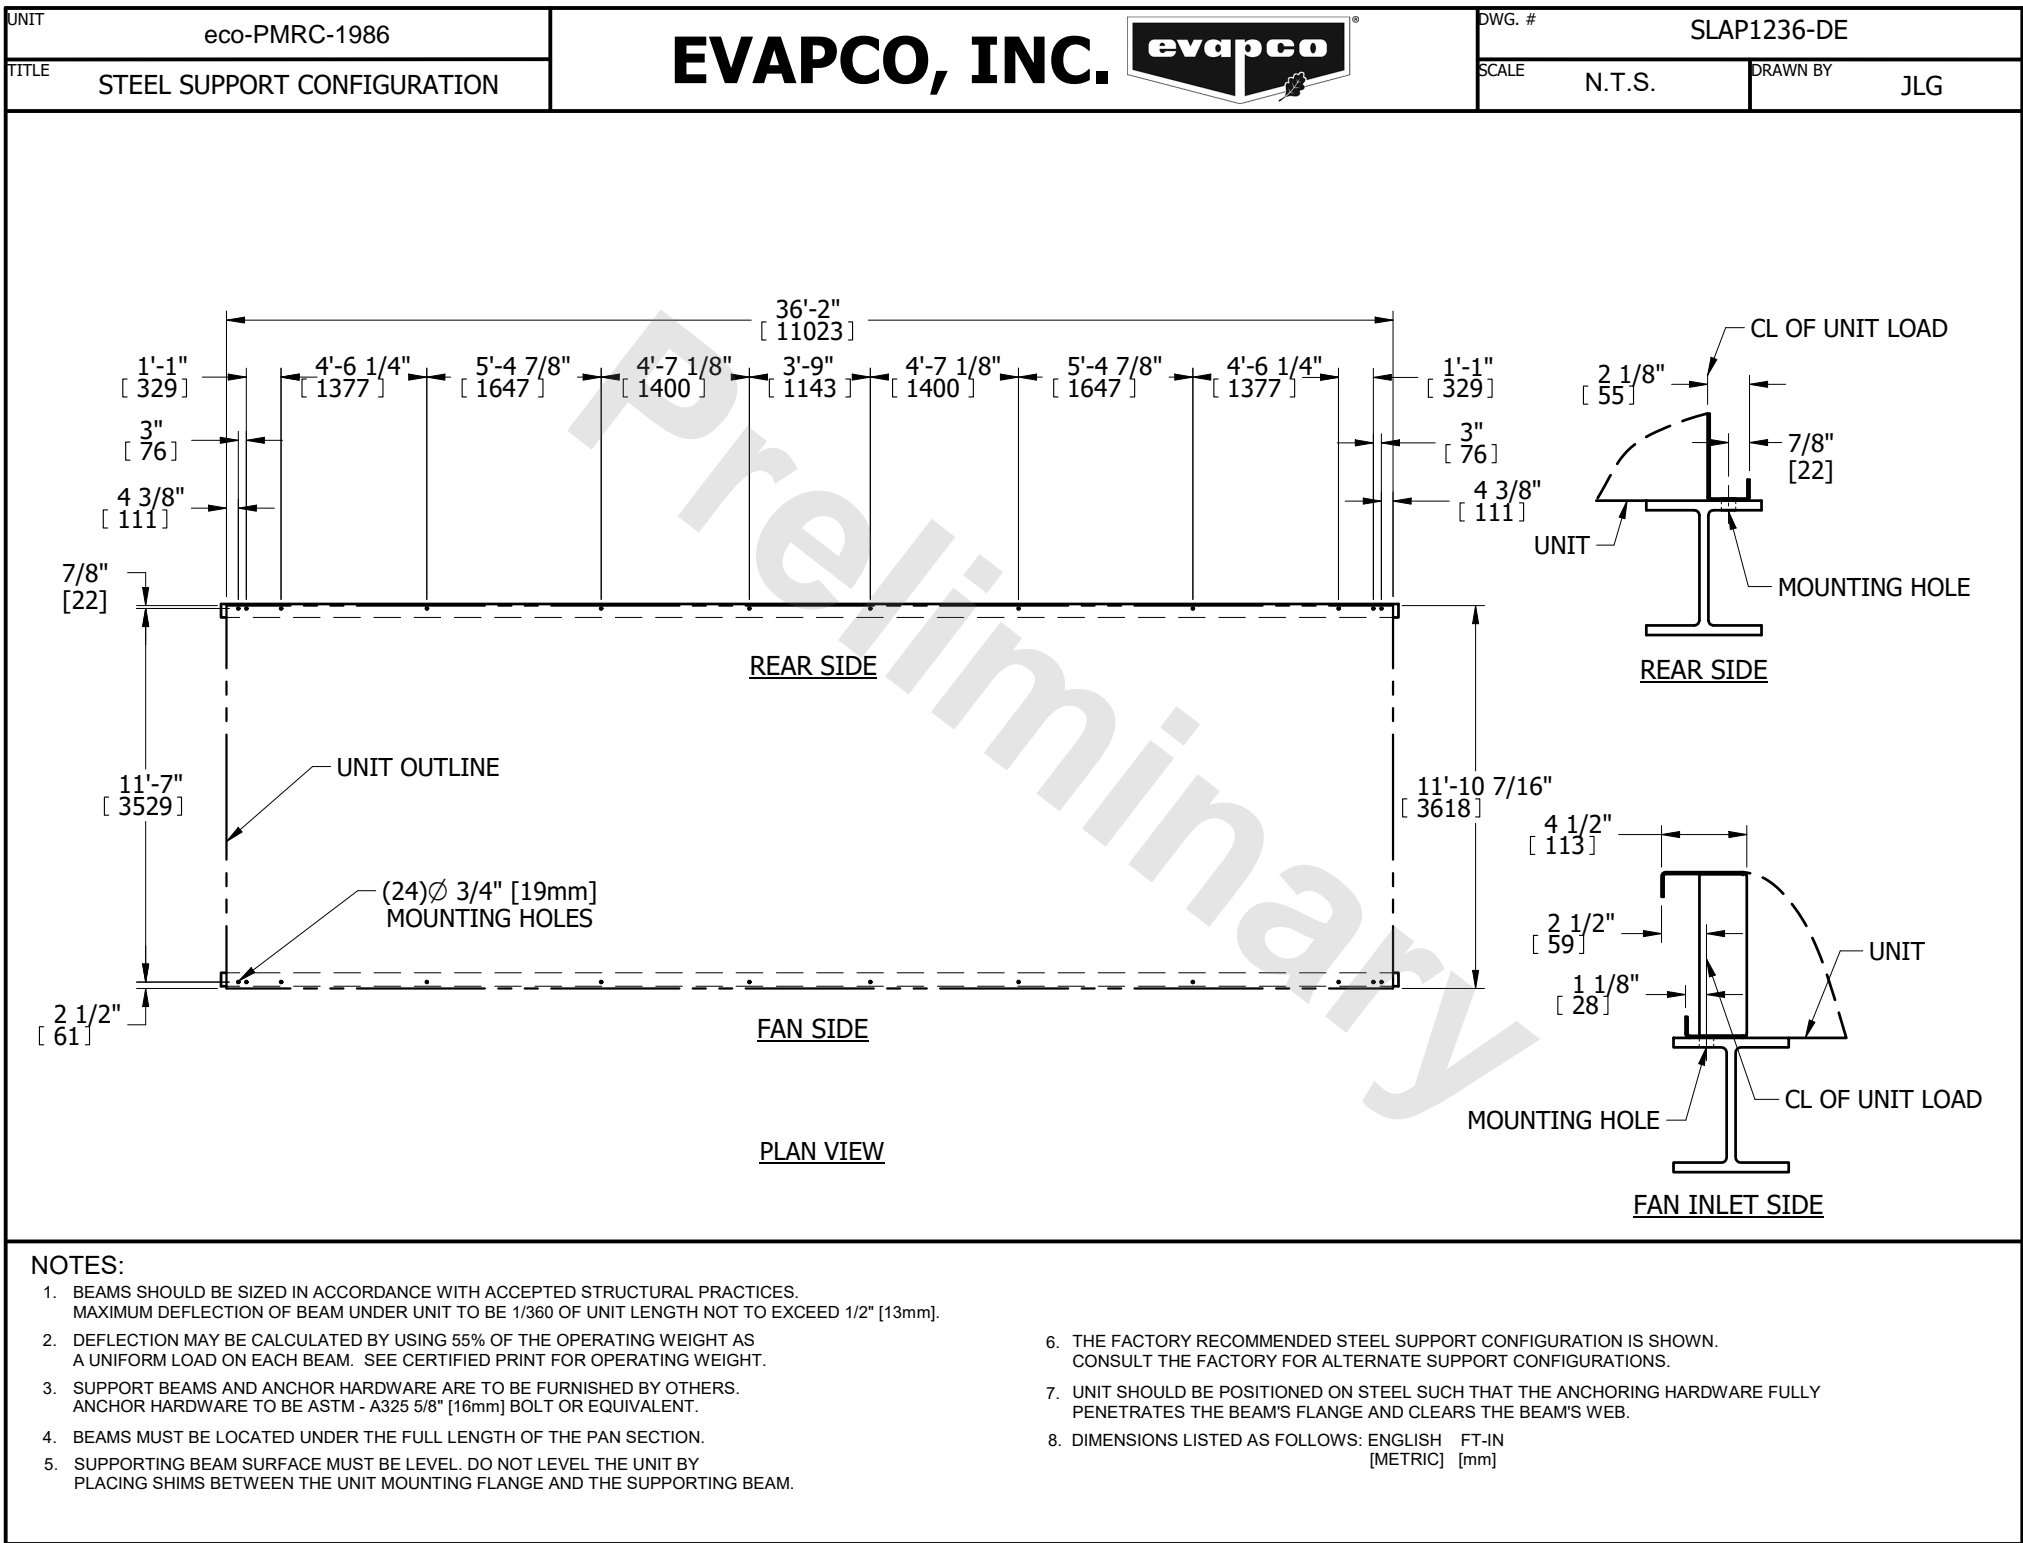 UNIT
eco-PMRC-1986
TITLE
STEEL SUPPORT CONFIGURATION
EVAPCO, INC.
evapco
®
DWG. #
SLAP1236-DE
SCALE
N.T.S.
DRAWN BY
JLG
36'-2"
[ 11023 ]
1'-1"
[ 329 ]
4'-6 1/4"
[ 1377 ]
5'-4 7/8"
[ 1647 ]
4'-7 1/8"
[ 1400 ]
3'-9"
[ 1143 ]
4'-7 1/8"
[ 1400 ]
5'-4 7/8"
[ 1647 ]
4'-6 1/4"
[ 1377 ]
1'-1"
[ 329 ]
3"
[ 76 ]
3"
[ 76 ]
4 3/8"
[ 111 ]
4 3/8"
[ 111 ]
7/8"
[22]
REAR SIDE
UNIT OUTLINE
11'-7"
[ 3529 ]
11'-10 7/16"
[ 3618 ]
(24)Ø 3/4" [19mm]
MOUNTING HOLES
2 1/2"
[ 61 ]
FAN SIDE
PLAN VIEW
Preliminary
CL OF UNIT LOAD
2 1/8"
[ 55 ]
7/8"
[22]
UNIT
MOUNTING HOLE
REAR SIDE
4 1/2"
[ 113 ]
2 1/2"
[ 59 ]
UNIT
1 1/8"
[ 28 ]
CL OF UNIT LOAD
MOUNTING HOLE
FAN INLET SIDE
NOTES:
1. BEAMS SHOULD BE SIZED IN ACCORDANCE WITH ACCEPTED STRUCTURAL PRACTICES.
MAXIMUM DEFLECTION OF BEAM UNDER UNIT TO BE 1/360 OF UNIT LENGTH NOT TO EXCEED 1/2" [13mm].
2. DEFLECTION MAY BE CALCULATED BY USING 55% OF THE OPERATING WEIGHT AS
A UNIFORM LOAD ON EACH BEAM. SEE CERTIFIED PRINT FOR OPERATING WEIGHT.
3. SUPPORT BEAMS AND ANCHOR HARDWARE ARE TO BE FURNISHED BY OTHERS.
ANCHOR HARDWARE TO BE ASTM - A325 5/8" [16mm] BOLT OR EQUIVALENT.
4. BEAMS MUST BE LOCATED UNDER THE FULL LENGTH OF THE PAN SECTION.
5. SUPPORTING BEAM SURFACE MUST BE LEVEL. DO NOT LEVEL THE UNIT BY
PLACING SHIMS BETWEEN THE UNIT MOUNTING FLANGE AND THE SUPPORTING BEAM.
6. THE FACTORY RECOMMENDED STEEL SUPPORT CONFIGURATION IS SHOWN.
CONSULT THE FACTORY FOR ALTERNATE SUPPORT CONFIGURATIONS.
7. UNIT SHOULD BE POSITIONED ON STEEL SUCH THAT THE ANCHORING HARDWARE FULLY
PENETRATES THE BEAM'S FLANGE AND CLEARS THE BEAM'S WEB.
8. DIMENSIONS LISTED AS FOLLOWS: ENGLISH FT-IN
[METRIC] [mm]